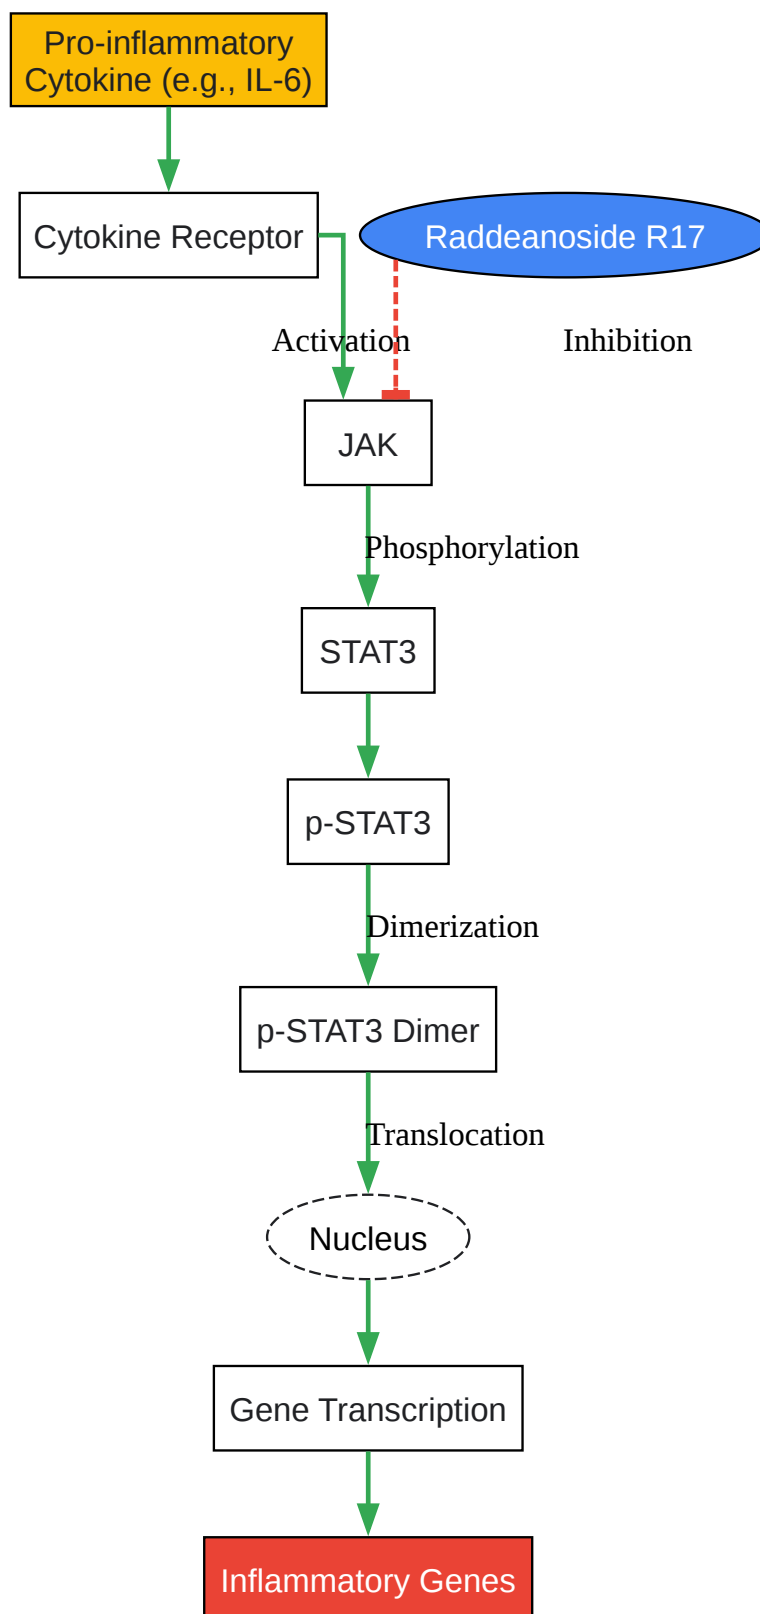 Pro-inflammatory
Cytokine (e.g., IL-6)
Cytokine Receptor
Raddeanoside R17
Activation
Inhibition
JAK
Phosphorylation
STAT3
p-STAT3
Dimerization
p-STAT3 Dimer
Translocation
Nucleus
Gene Transcription
Inflammatory Genes